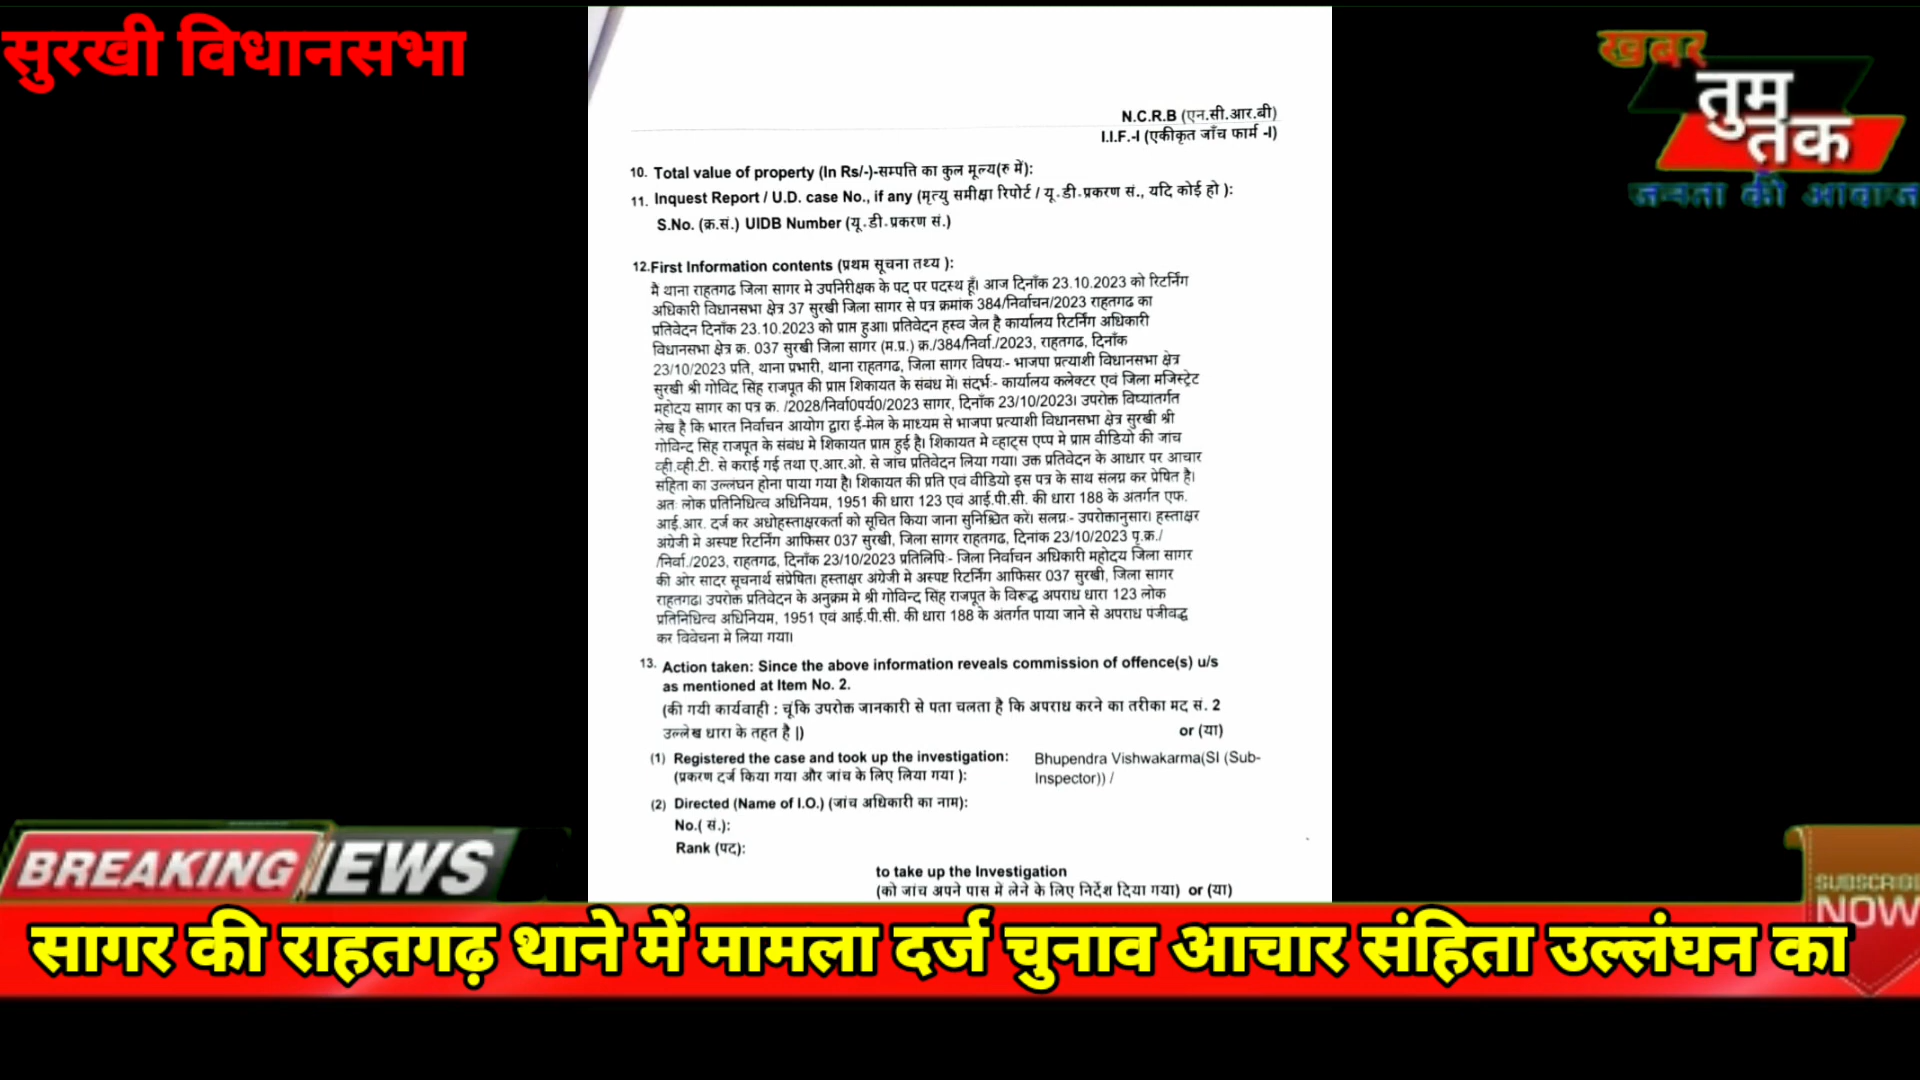 सुरखी विधानसभा
खबर
तुम
तक
जनता की आवाज
N.C.R.B (एन.सी.आर.बी)
I.I.F.-I (एकीकृत जाँच फार्म -I)
10. Total value of property (In Rs/-)-सम्पत्ति का कुल मूल्य(रु में):
11. Inquest Report / U.D. case No., if any (मृत्यु समीक्षा रिपोर्ट / यू.डी.प्रकरण सं., यदि कोई हो ):
S.No. (क्र.सं.) UIDB Number (यू.डी.प्रकरण सं.)
12.First Information contents (प्रथम सूचना तथ्य ):
मै थाना राहतगढ जिला सागर मे उपनिरीक्षक के पद पर पदस्थ हूँ। आज दिनाँक 23.10.2023 को रिटर्निंग
अधिकारी विधानसभा क्षेत्र 37 सुरखी जिला सागर से पत्र क्रमांक 384/निर्वाचन/2023 राहतगढ का
प्रतिवेदन दिनाँक 23.10.2023 को प्राप्त हुआ। प्रतिवेदन हस्व जेल है कार्यालय रिटर्निंग अधिकारी
विधानसभा क्षेत्र क्र. 037 सुरखी जिला सागर (म.प्र.) क्र./384/निर्वा./2023, राहतगढ, दिनाँक
23/10/2023 प्रति, थाना प्रभारी, थाना राहतगढ, जिला सागर विषयः- भाजपा प्रत्याशी विधानसभा क्षेत्र
सुरखी श्री गोविद सिह राजपूत की प्राप्त शिकायत के संबध में। संदर्भः- कार्यालय कलेक्टर एवं जिला मजिस्ट्रेट
महोदय सागर का पत्र क्र. /2028/निर्वा0पर्य0/2023 सागर, दिनाँक 23/10/2023। उपरोक्त विष्यांतर्गत
लेख है कि भारत निर्वाचन आयोग द्वारा ई-मेल के माध्यम से भाजपा प्रत्याशी विधानसभा क्षेत्र सुरखी श्री
गोविन्द सिह राजपूत के संबंध मे शिकायत प्राप्त हुई है। शिकायत मे व्हाट्स एप्प मे प्राप्त वीडियो की जांच
व्ही.व्ही.टी. से कराई गई तथा ए.आर.ओ. से जांच प्रतिवेदन लिया गया। उक्त प्रतिवेदन के आधार पर आचार
सहिता का उल्लघन होना पाया गया है। शिकायत की प्रति एवं वीडियो इस पत्र के साथ संलग्न कर प्रेषित है।
अतः लोक प्रतिनिधित्व अधिनियम, 1951 की धारा 123 एवं आई.पी.सी. की धारा 188 के अंतर्गत एफ.
आई.आर. दर्ज कर अधोहस्ताक्षरकर्ता को सूचित किया जाना सुनिश्चित करें। सलग्नः- उपरोक्तानुसार। हस्ताक्षर
अंग्रेजी मे अस्पष्ट रिटर्निंग आफिसर 037 सुरखी, जिला सागर राहतगढ, दिनांक 23/10/2023 पृ.क्र./
/निर्वा./2023, राहतगढ, दिनाँक 23/10/2023 प्रतिलिपिः- जिला निर्वाचन अधिकारी महोदय जिला सागर
की ओर सादर सूचनार्थ संप्रेषित। हस्ताक्षर अंग्रेजी मे अस्पष्ट रिटर्निंग आफिसर 037 सुरखी, जिला सागर
राहतगढ। उपरोक्त प्रतिवेदन के अनुक्रम मे श्री गोविन्द सिह राजपूत के विरूद्ध अपराध धारा 123 लोक
प्रतिनिधित्व अधिनियम, 1951 एवं आई.पी.सी. की धारा 188 के अंतर्गत पाया जाने से अपराध पजीवद्ध
कर विवेचना मे लिया गया।
13. Action taken: Since the above information reveals commission of offence(s) u/s
as mentioned at Item No. 2.
(की गयी कार्यवाही : चूंकि उपरोक्त जानकारी से पता चलता है कि अपराध करने का तरीका मद सं. 2
उल्लेख धारा के तहत है |) or (या)
(1) Registered the case and took up the investigation: Bhupendra Vishwakarma(SI (Sub-
(प्रकरण दर्ज किया गया और जांच के लिए लिया गया ): Inspector)) /
(2) Directed (Name of I.O.) (जांच अधिकारी का नाम):
No.( सं.):
Rank (पद):
to take up the Investigation
(को जांच अपने पास में लेने के लिए निर्देश दिया गया) or (या)
BREAKING NEWS
SUBSCRIBE
NOW
सागर की राहतगढ़ थाने में मामला दर्ज चुनाव आचार संहिता उल्लंघन का